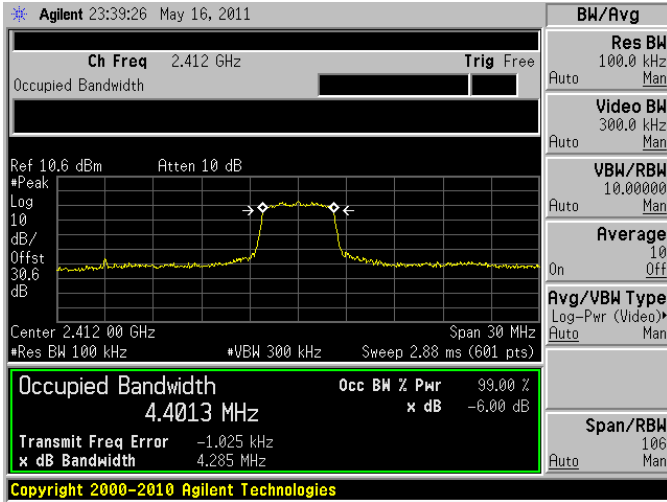 Agilent 23:39:26 May 16, 2011
BW/Avg
Ch Freq 2.412 GHz Trig Free
Occupied Bandwidth
Res BW
100.0 kHz
Auto Man
Video BW
300.0 kHz
Auto Man
VBW/RBW
10.00000
Auto Man
Average
10
On Off
Avg/VBW Type
Log-Pwr (Video)
Auto Man
Span/RBW
106
Auto Man
Ref 10.6 dBm Atten 10 dB
#Peak
Log
10
dB/
Offst
30.6
dB
Center 2.412 00 GHz Span 30 MHz
#Res BW 100 kHz #VBW 300 kHz Sweep 2.88 ms (601 pts)
Occupied Bandwidth Occ BW % Pwr 99.00 %
4.4013 MHz x dB -6.00 dB
Transmit Freq Error -1.025 kHz
x dB Bandwidth 4.285 MHz
Copyright 2000-2010 Agilent Technologies